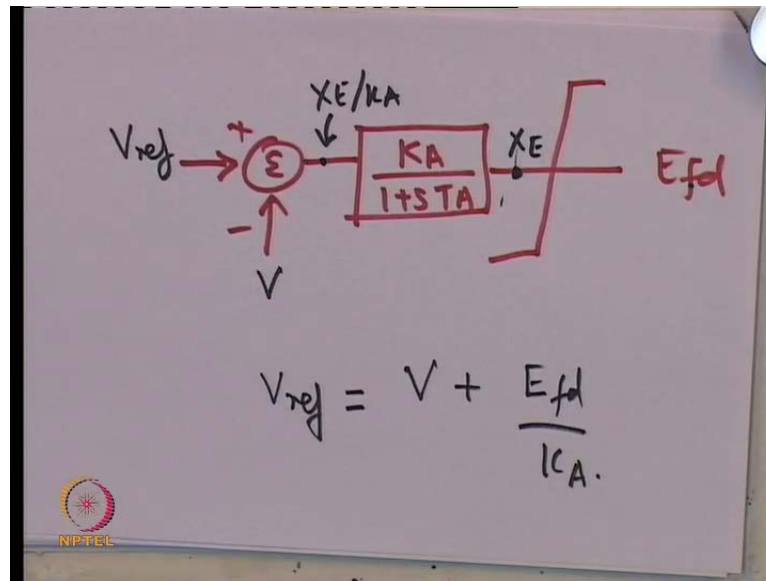 XE/KA
Vref + Σ KA XE Efd
1+STA
-
V
Vref = V + Efd
KA.
NPTEL